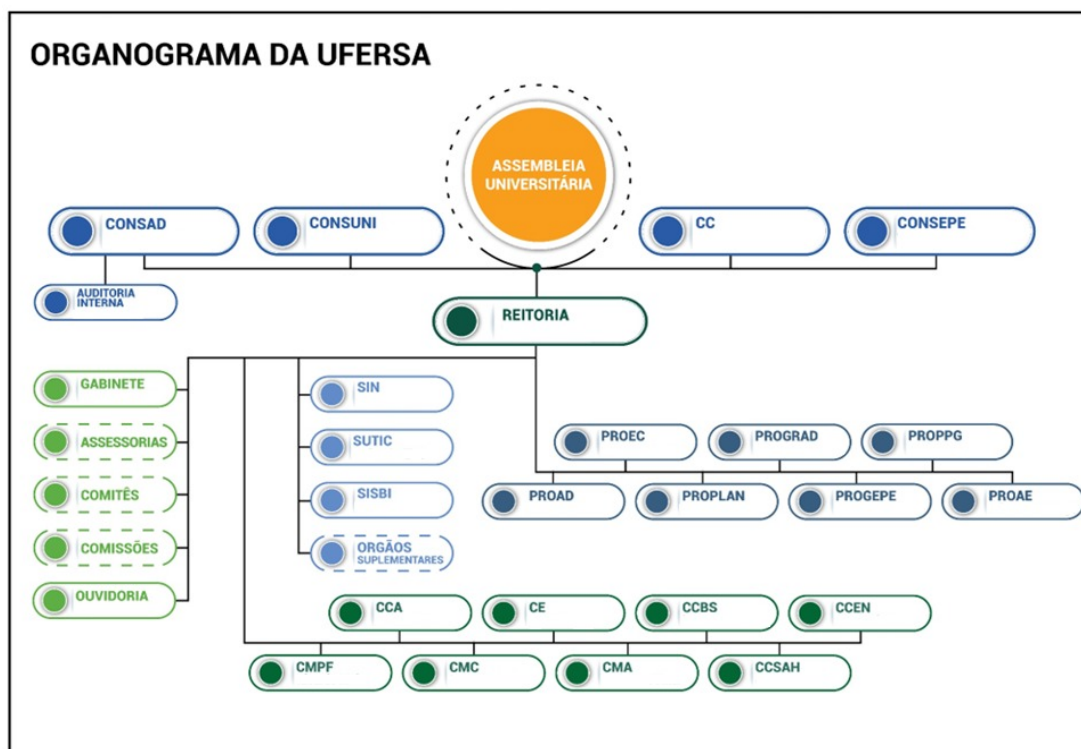 ORGANOGRAMA DA UFERSA
ASSEMBLEIA
UNIVERSITÁRIA
CONSAD
CONSUNI
CC
CONSEPE
AUDITORIA
INTERNA
REITORIA
GABINETE
ASSESSORIAS
COMITÊS
COMISSÕES
OUVIDORIA
SIN
SUTIC
SISBI
ORGÃOS
SUPLEMENTARES
PROEC
PROGRAD
PROPPG
PROAD
PROPLAN
PROGEPE
PROAE
CCA
CE
CCBS
CCEN
CMPF
CMC
CMA
CCSAH